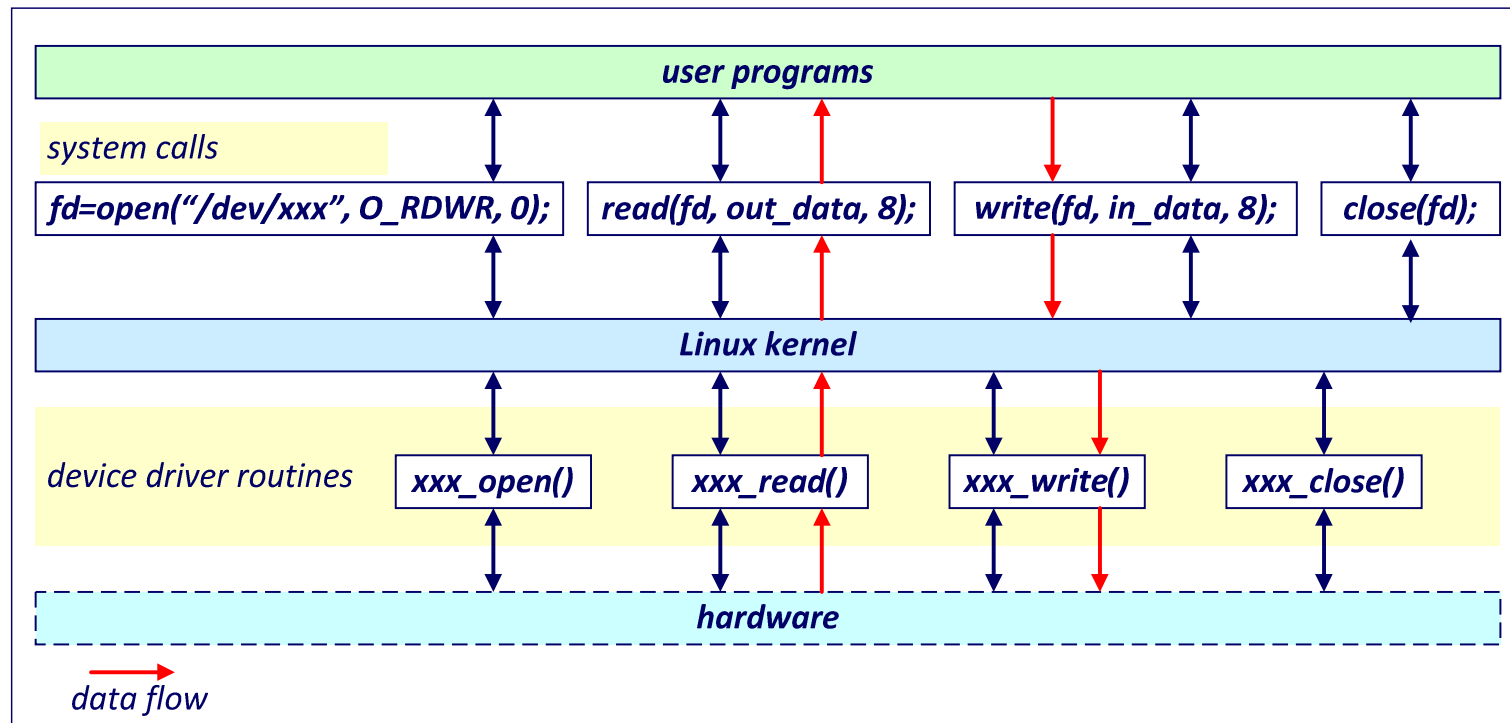 user programs
system calls
fd=open(“/dev/xxx”, O_RDWR, 0);
read(fd, out_data, 8);
write(fd, in_data, 8);
close(fd);
Linux kernel
device driver routines
xxx_open()
xxx_read()
xxx_write()
xxx_close()
hardware
data flow